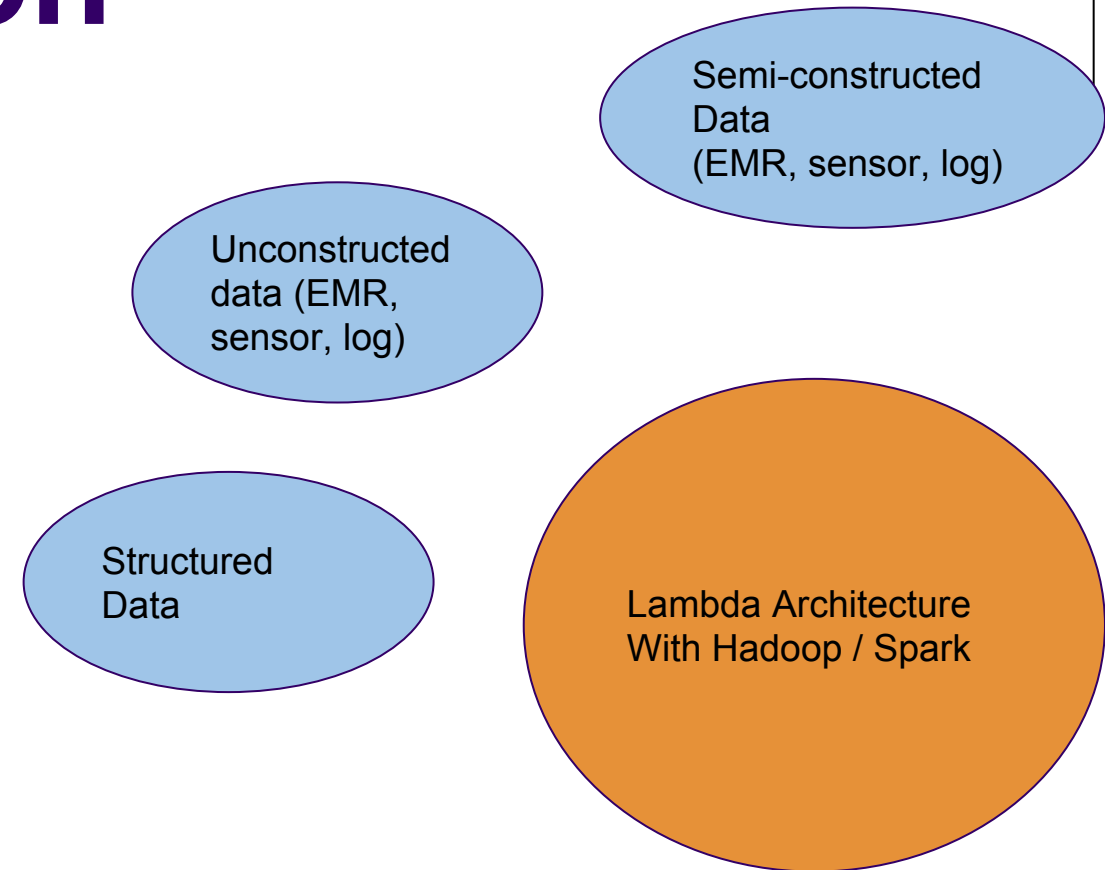 Semi-constructed
Data
(EMR, sensor, log)
Unconstructed
data (EMR,
sensor, log)
Structured
Data
Lambda Architecture
With Hadoop / Spark